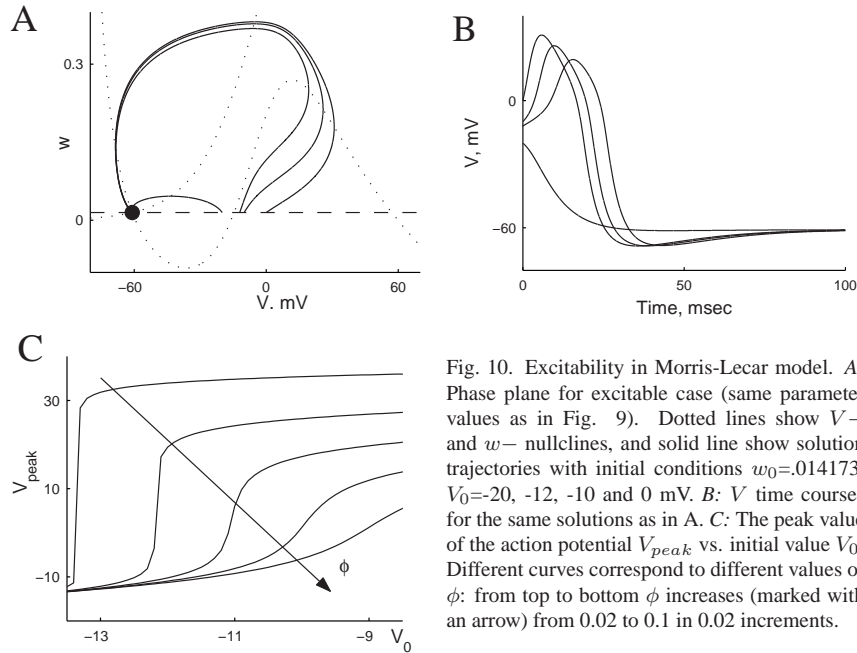 A
0.3
w
0
−60
0
60
V. mV
B
0
V, mV
−60
0
50
100
Time, msec
C
30
V_peak
10
−10
ϕ
−13
−11
−9
V_0
Fig. 10. Excitability in Morris-Lecar model. A
Phase plane for excitable case (same paramete
values as in Fig. 9). Dotted lines show V−
and w− nullclines, and solid line show solution
trajectories with initial conditions w_0=.014173
V_0=-20, -12, -10 and 0 mV. B: V time course
for the same solutions as in A. C: The peak value
of the action potential V_peak vs. initial value V_0
Different curves correspond to different values o
ϕ: from top to bottom ϕ increases (marked with
an arrow) from 0.02 to 0.1 in 0.02 increments.